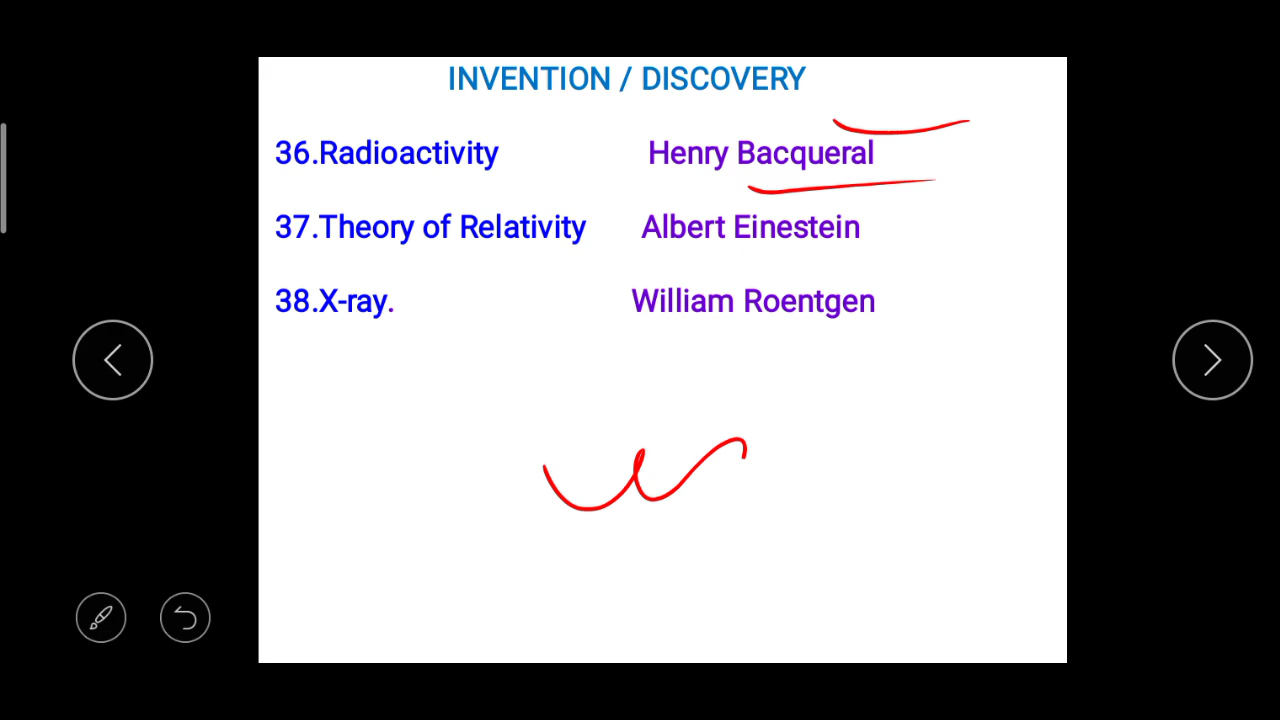 INVENTION / DISCOVERY
36.Radioactivity Henry Bacqueral
37.Theory of Relativity Albert Einestein
38.X-ray. William Roentgen